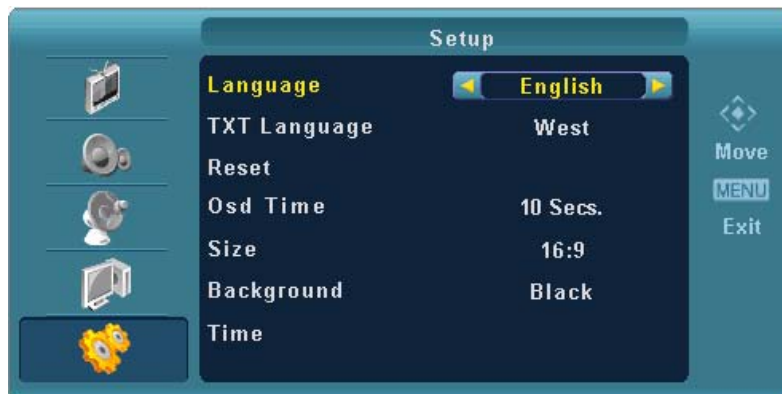 Setup
Language English
TXT Language West
Reset
Osd Time 10 Secs.
Size 16:9
Background Black
Time
Move
MENU
Exit